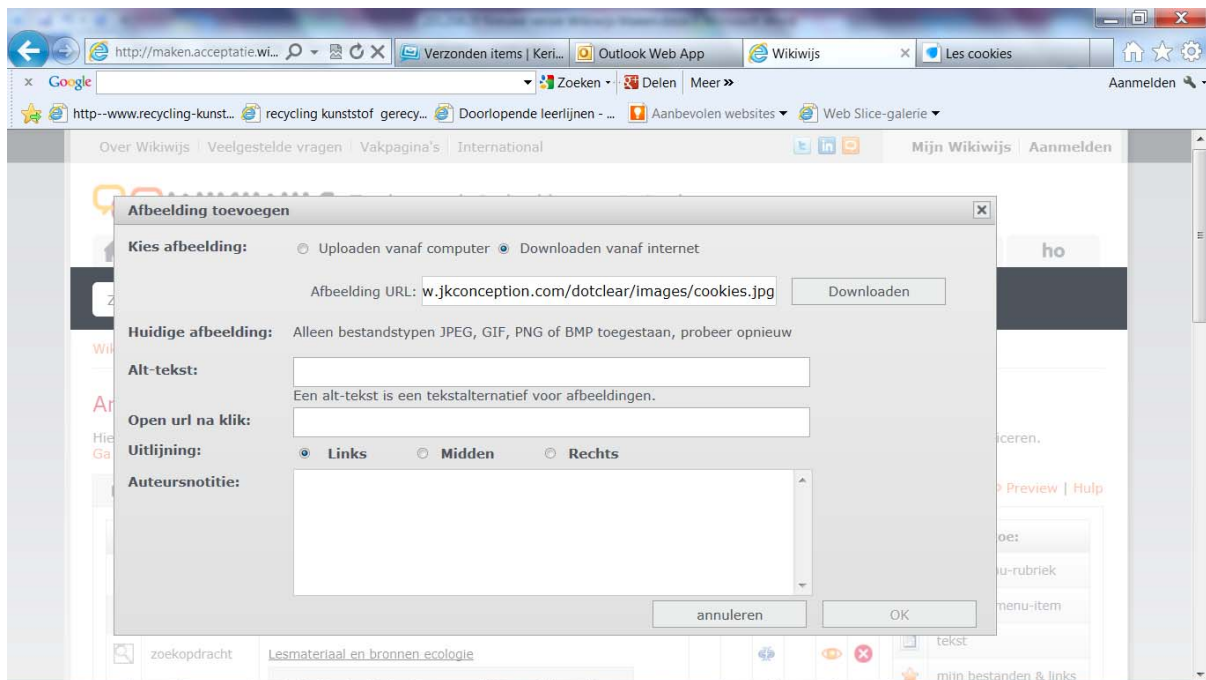 http://maken.acceptatie.wi... Verzonden items | Keri... Outlook Web App Wikiwijs Les cookies
x Google Zoeken Delen Meer » Aanmelden
http--www.recycling-kunst... recycling kunststof gerecy... Doorlopende leerlijnen - ... Aanbevolen websites Web Slice-galerie
Over Wikiwijs | Veelgestelde vragen | Vakpagina's | International Mijn Wikiwijs | Aanmelden
Afbeelding toevoegen
Kies afbeelding: Uploaden vanaf computer Downloaden vanaf internet
ho
Afbeelding URL: w.jkconception.com/dotclear/images/cookies.jpg Downloaden
Huidige afbeelding: Alleen bestandstypen JPEG, GIF, PNG of BMP toegestaan, probeer opnieuw
Alt-tekst:
Een alt-tekst is een tekstalternatief voor afbeeldingen.
Open url na klik:
Uitlijning: Links Midden Rechts
Auteursnotitie:
Preview | Hulp
annuleren OK
menu-item
tekst
zoekopdracht Lesmateriaal en bronnen ecologie
mijn bestanden & links